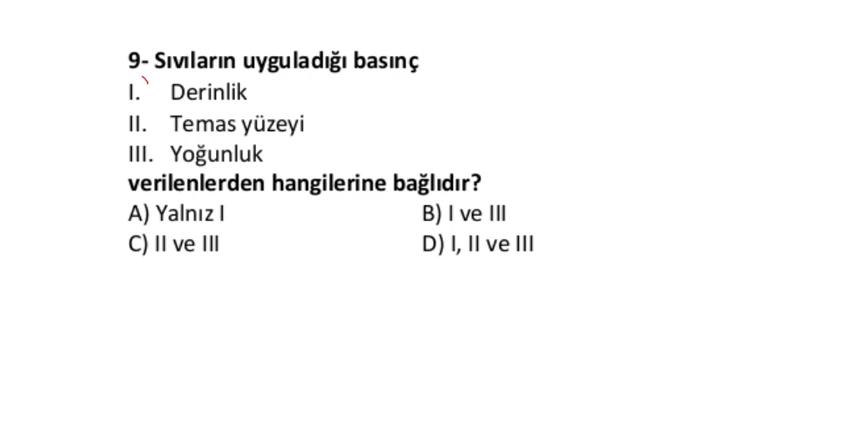 9- Sıvıların uyguladığı basınç
I. Derinlik
II. Temas yüzeyi
III. Yoğunluk
verilenlerden hangilerine bağlıdır?
A) Yalnız I B) I ve III
C) II ve III D) I, II ve III